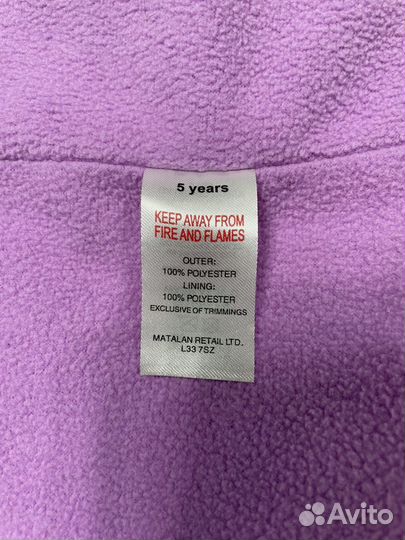 5 years
KEEP AWAY FROM
FIRE AND FLAMES
OUTER:
100% POLYESTER
LINING:
100% POLYESTER
EXCLUSIVE OF TRIMMINGS
MATALAN RETAIL LTD.
L33 7SZ
Avito